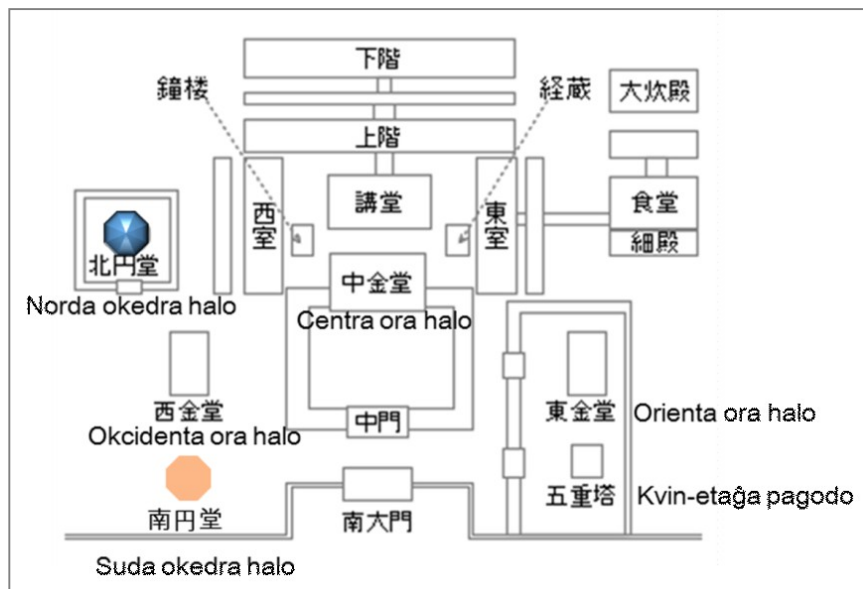 下階
鐘楼
経蔵
大炊殿
上階
講堂
西室
東室
食堂
細殿
北円堂
中金堂
Norda okedra halo
Centra ora halo
西金堂
中門
東金堂
Orienta ora halo
Okcidenta ora halo
南円堂
南大門
五重塔
Kvin-etaĝa pagodo
Suda okedra halo